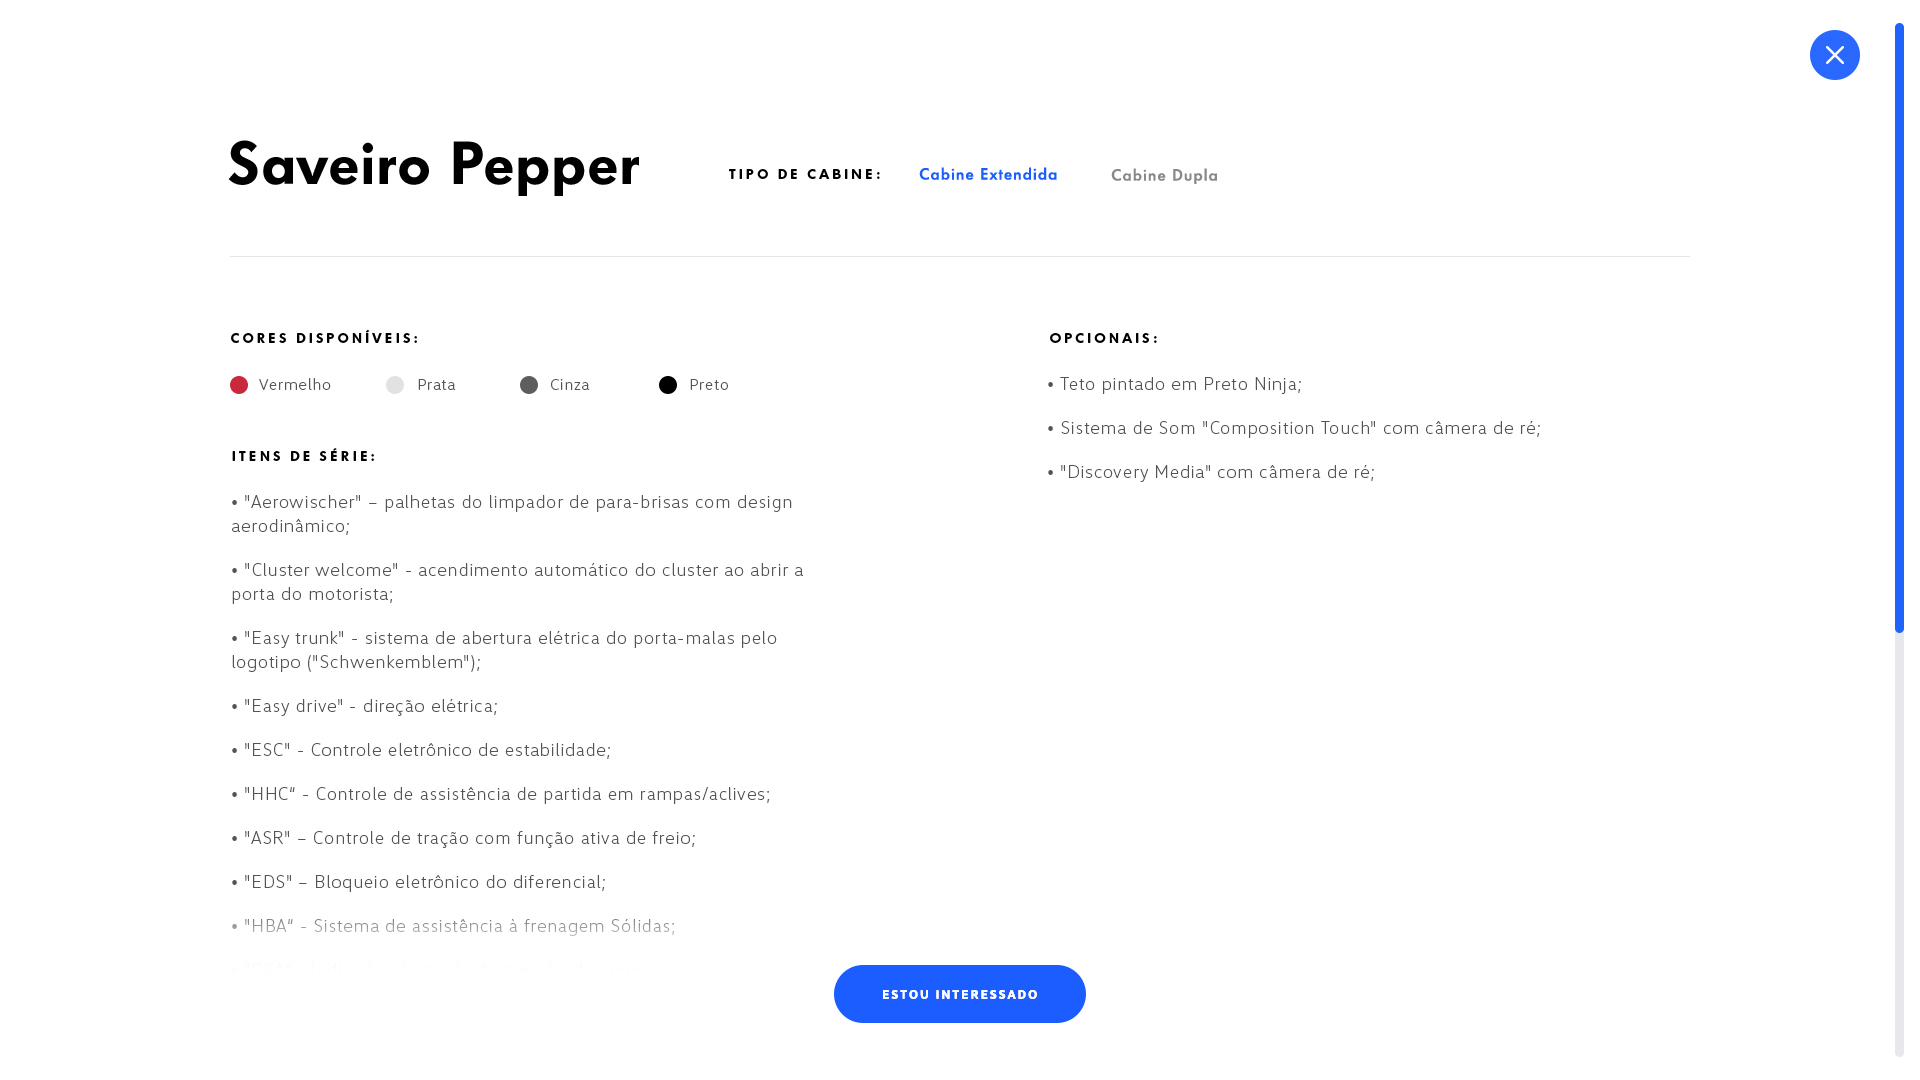 Saveiro Pepper
TIPO DE CABINE:
Cabine Extendida
Cabine Dupla
CORES DISPONÍVEIS:
Vermelho
Prata
Cinza
Preto
ITENS DE SÉRIE:
• "Aerowischer" – palhetas do limpador de para-brisas com design
aerodinâmico;
• "Cluster welcome" - acendimento automático do cluster ao abrir a
porta do motorista;
• "Easy trunk" - sistema de abertura elétrica do porta-malas pelo
logotipo ("Schwenkemblem");
• "Easy drive" - direção elétrica;
• "ESC" - Controle eletrônico de estabilidade;
• "HHC“ - Controle de assistência de partida em rampas/aclives;
• "ASR" – Controle de tração com função ativa de freio;
• "EDS" – Bloqueio eletrônico do diferencial;
• "HBA“ - Sistema de assistência à frenagem Sólidas;
OPCIONAIS:
• Teto pintado em Preto Ninja;
• Sistema de Som "Composition Touch" com câmera de ré;
• "Discovery Media" com câmera de ré;
ESTOU INTERESSADO